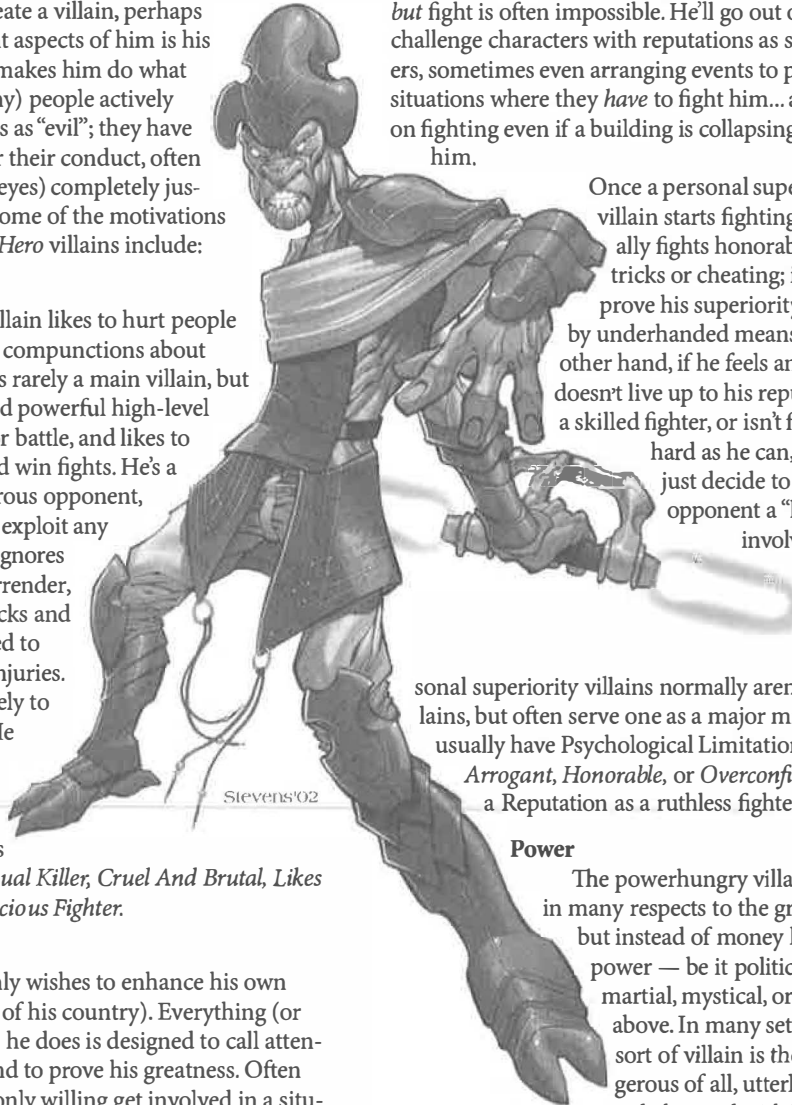 eate a villain, perhaps
t aspects of him is his
makes him do what
ny) people actively
s as “evil”; they have
r their conduct, often
eyes) completely jus-
ome of the motivations
Hero villains include:
illain likes to hurt people
compunctions about
s rarely a main villain, but
d powerful high-level
r battle, and likes to
d win fights. He’s a
rous opponent,
exploit any
gnores
rrender,
cks and
ed to
njuries.
ely to
He
s
ual Killer, Cruel And Brutal, Likes
cious Fighter.
nly wishes to enhance his own
of his country). Everything (or
he does is designed to call atten-
nd to prove his greatness. Often
only willing get involved in a situ-
Stevens'02
but fight is often impossible. He’ll go out o
challenge characters with reputations as s
ers, sometimes even arranging events to p
situations where they have to fight him... a
on fighting even if a building is collapsing
him.
Once a personal supe
villain starts fighting
ally fights honorab
tricks or cheating; i
prove his superiority
by underhanded means
other hand, if he feels an
doesn’t live up to his repu
a skilled fighter, or isn’t f
hard as he can,
just decide to
opponent a “
involv
sonal superiority villains normally aren
lains, but often serve one as a major m
usually have Psychological Limitation
Arrogant, Honorable, or Overconfi
a Reputation as a ruthless fighte
Power
The powerhungry villa
in many respects to the gr
but instead of money h
power — be it politic
martial, mystical, or
above. In many set
sort of villain is the
gerous of all, utterl